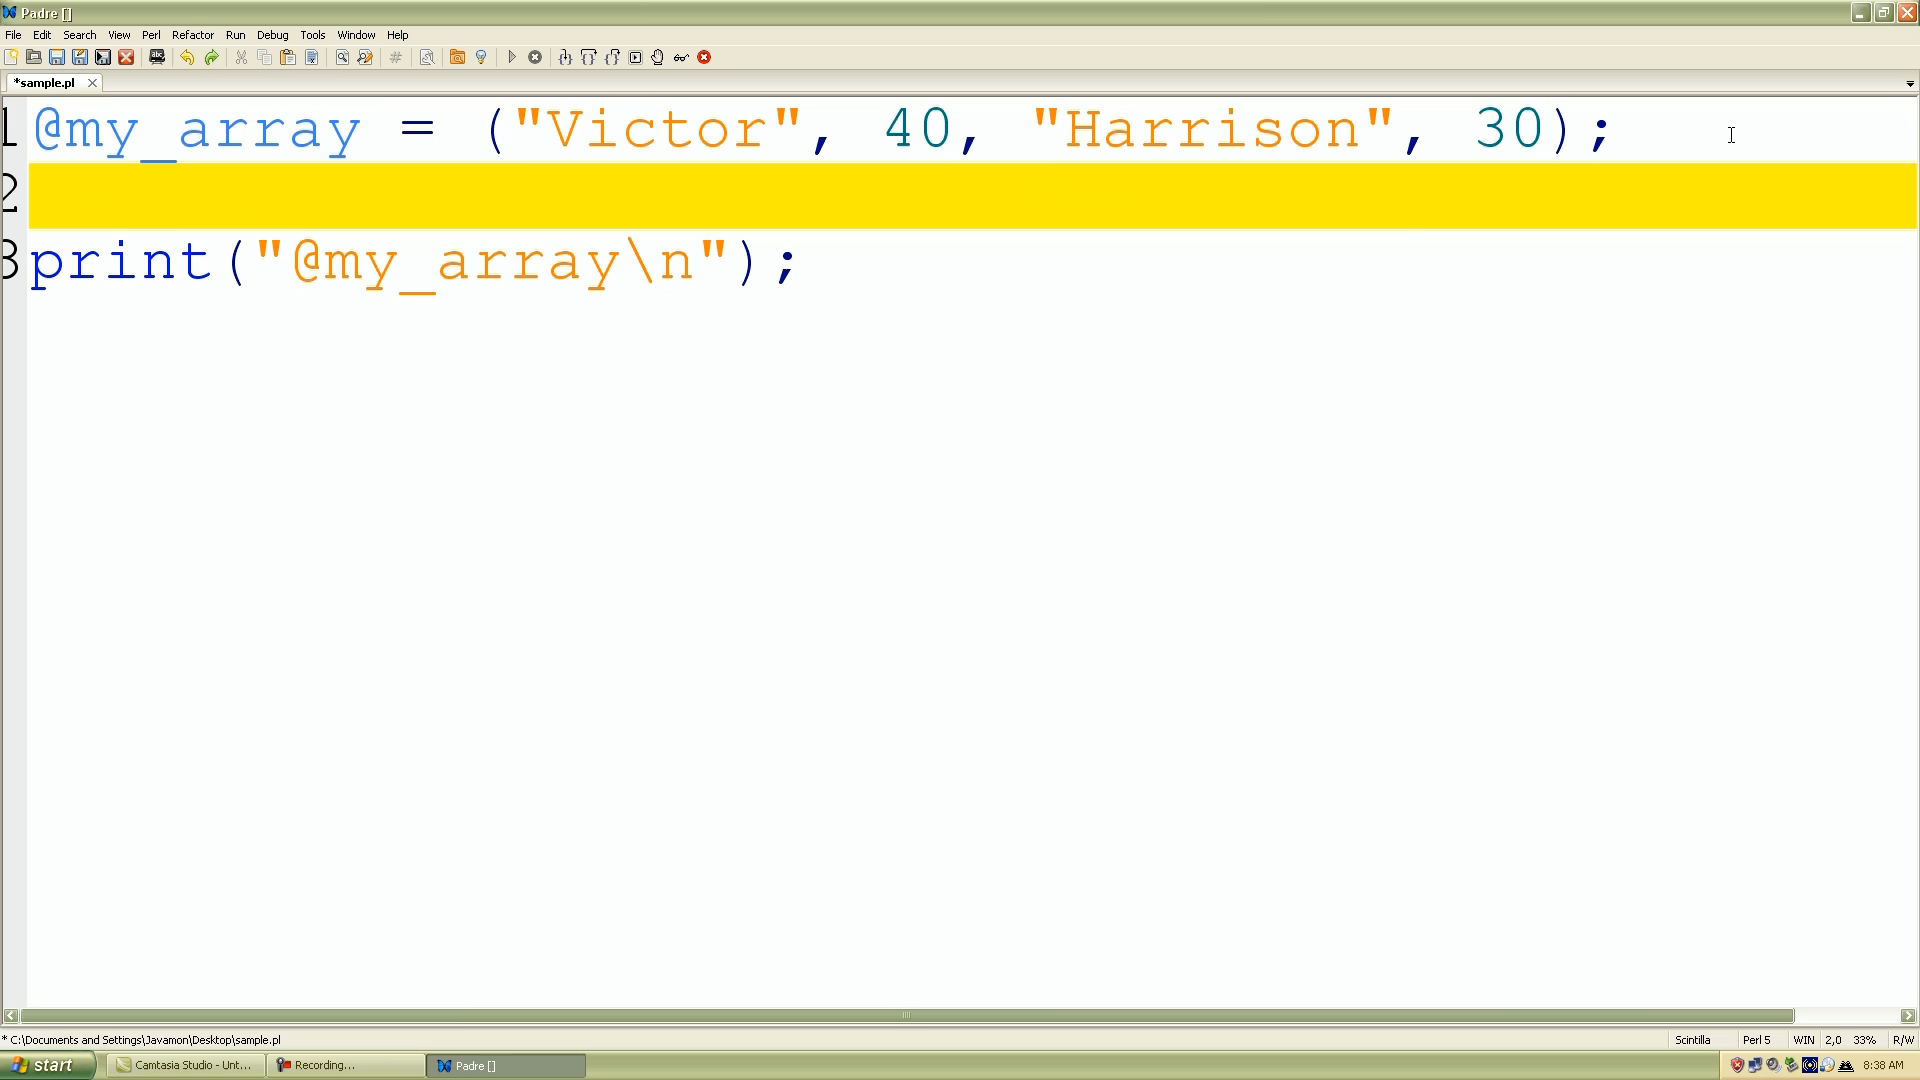 Padre []
File Edit Search View Perl Refactor Run Debug Tools Window Help
*sample.pl
1 @my_array = ("Victor", 40, "Harrison", 30);
2
3 print("@my_array\n");
* C:\Documents and Settings\Javamon\Desktop\sample.pl Scintilla Perl 5 WIN 2,0 33% R/W
start Camtasia Studio - Unt... Recording... Padre [] 8:38 AM